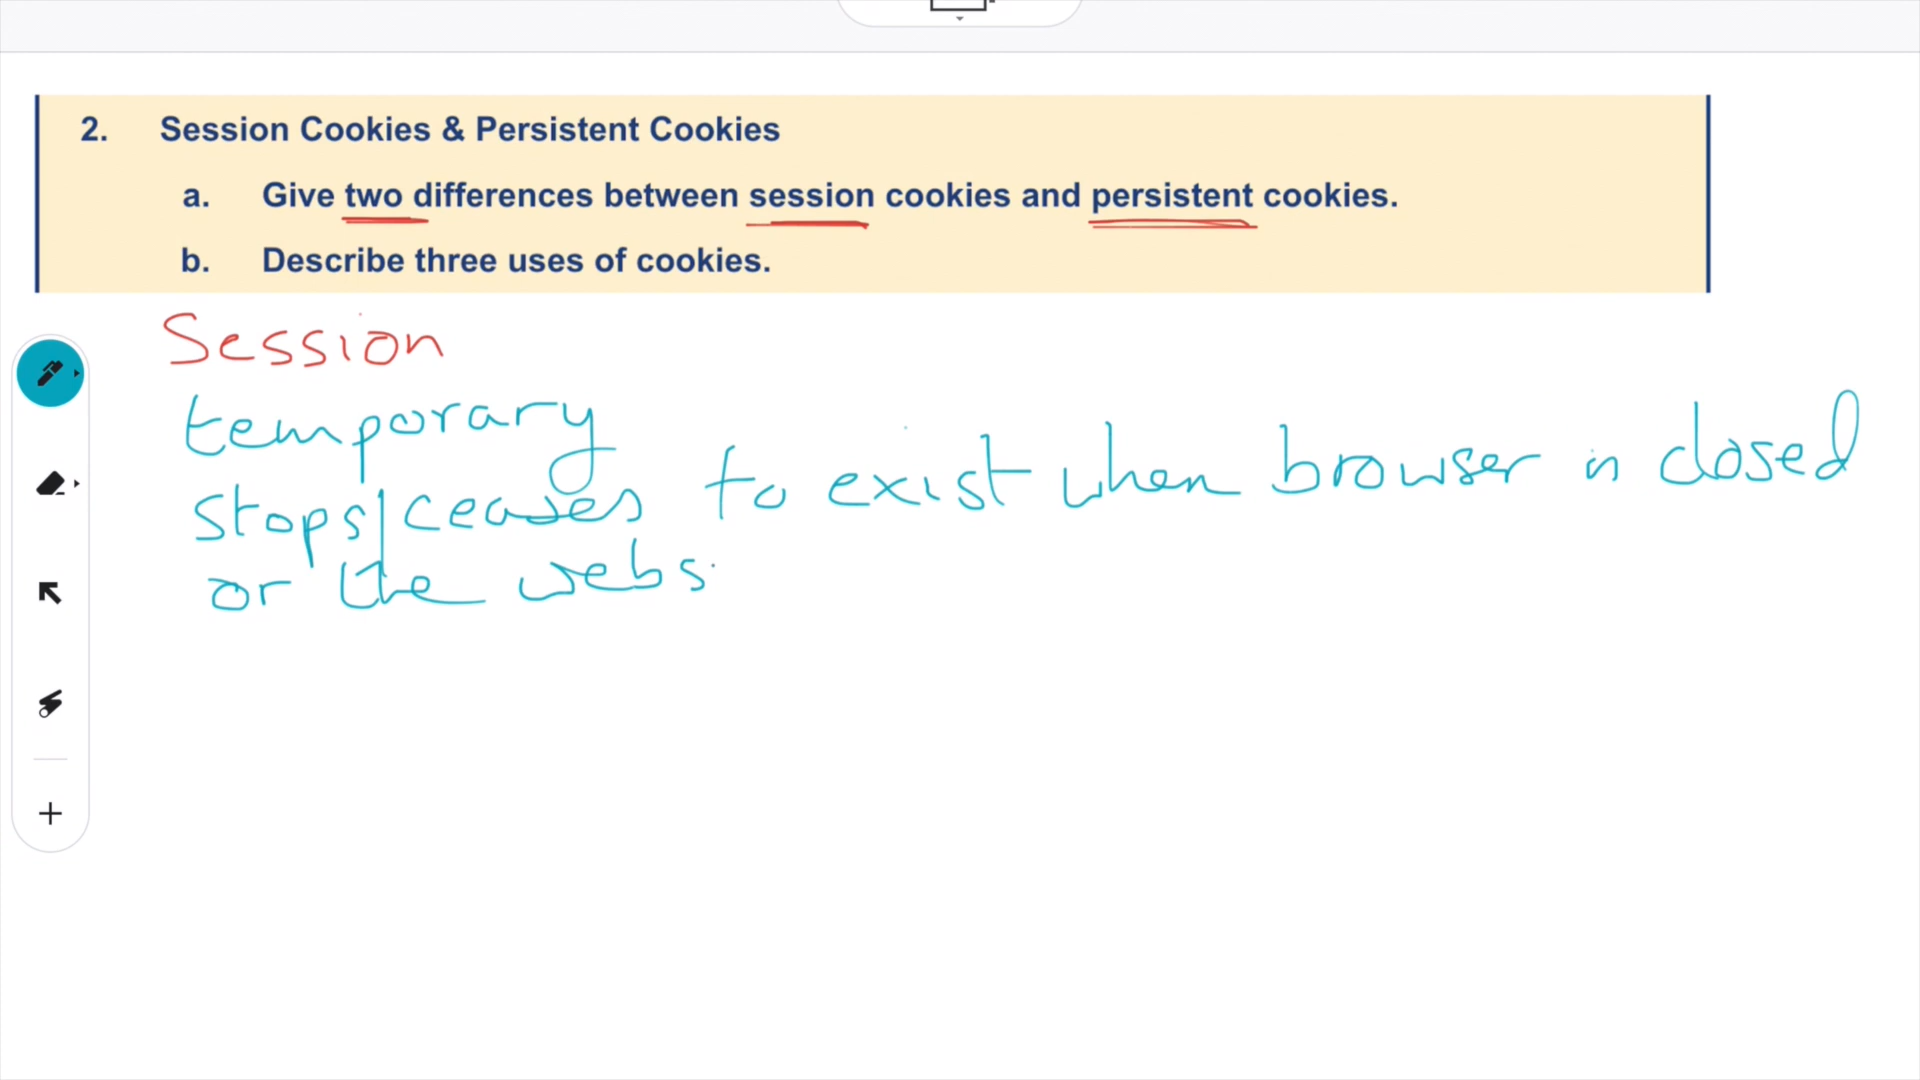 2. Session Cookies & Persistent Cookies
a. Give two differences between session cookies and persistent cookies.
b. Describe three uses of cookies.
Session
temporary
stops/ceases to exist when browser is closed
or the webs